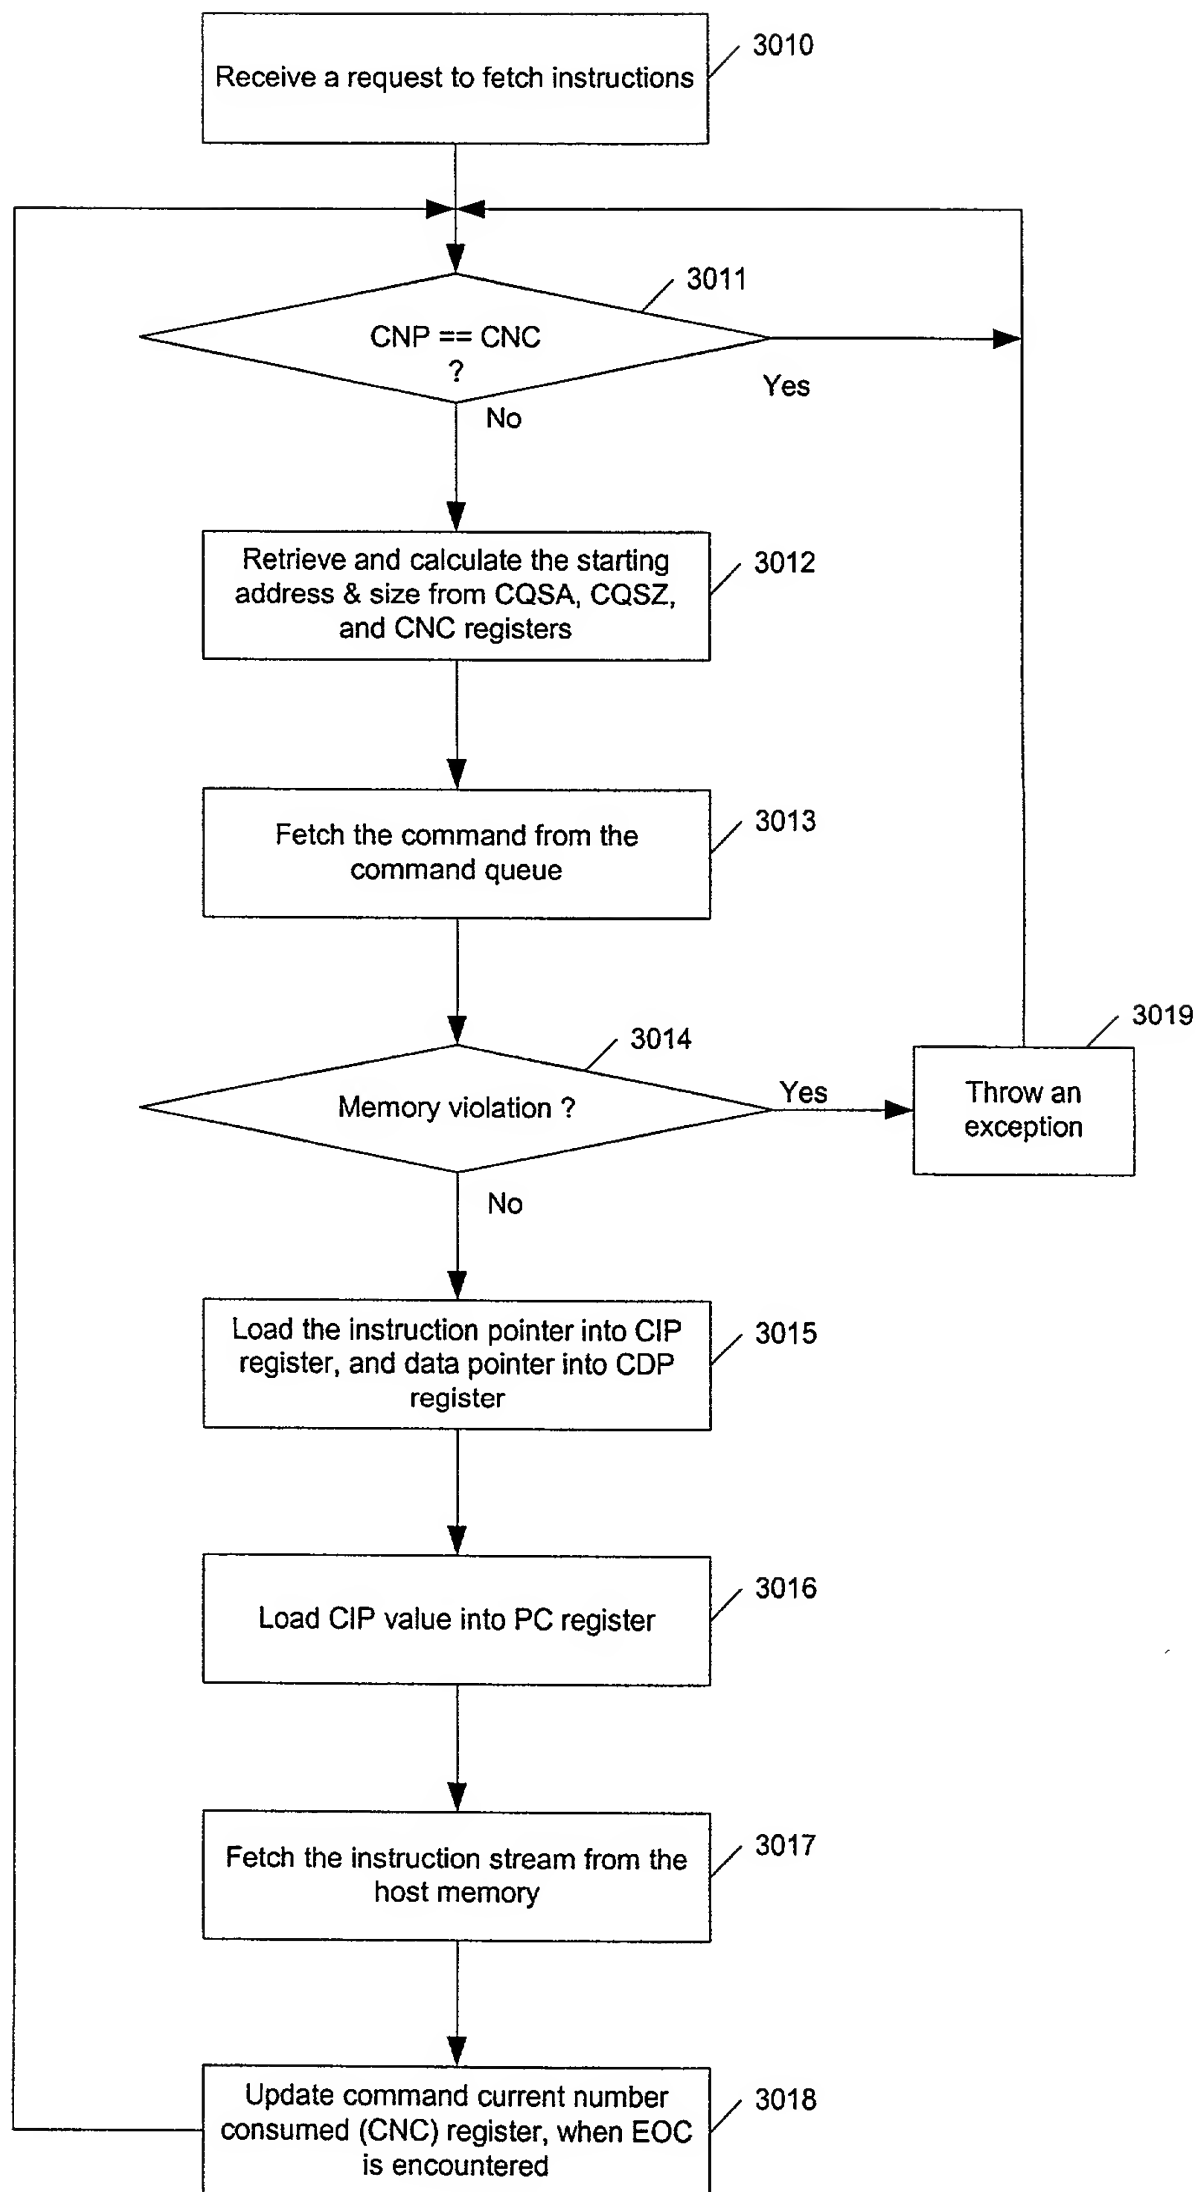 Receive a request to fetch instructions
3010
3011
CNP == CNC
?
Yes
No
Retrieve and calculate the starting
address & size from CQSA, CQSZ,
and CNC registers
3012
Fetch the command from the
command queue
3013
3014
Memory violation ?
Yes
No
3019
Throw an
exception
Load the instruction pointer into CIP
register, and data pointer into CDP
register
3015
Load CIP value into PC register
3016
Fetch the instruction stream from the
host memory
3017
Update command current number
consumed (CNC) register, when EOC
is encountered
3018